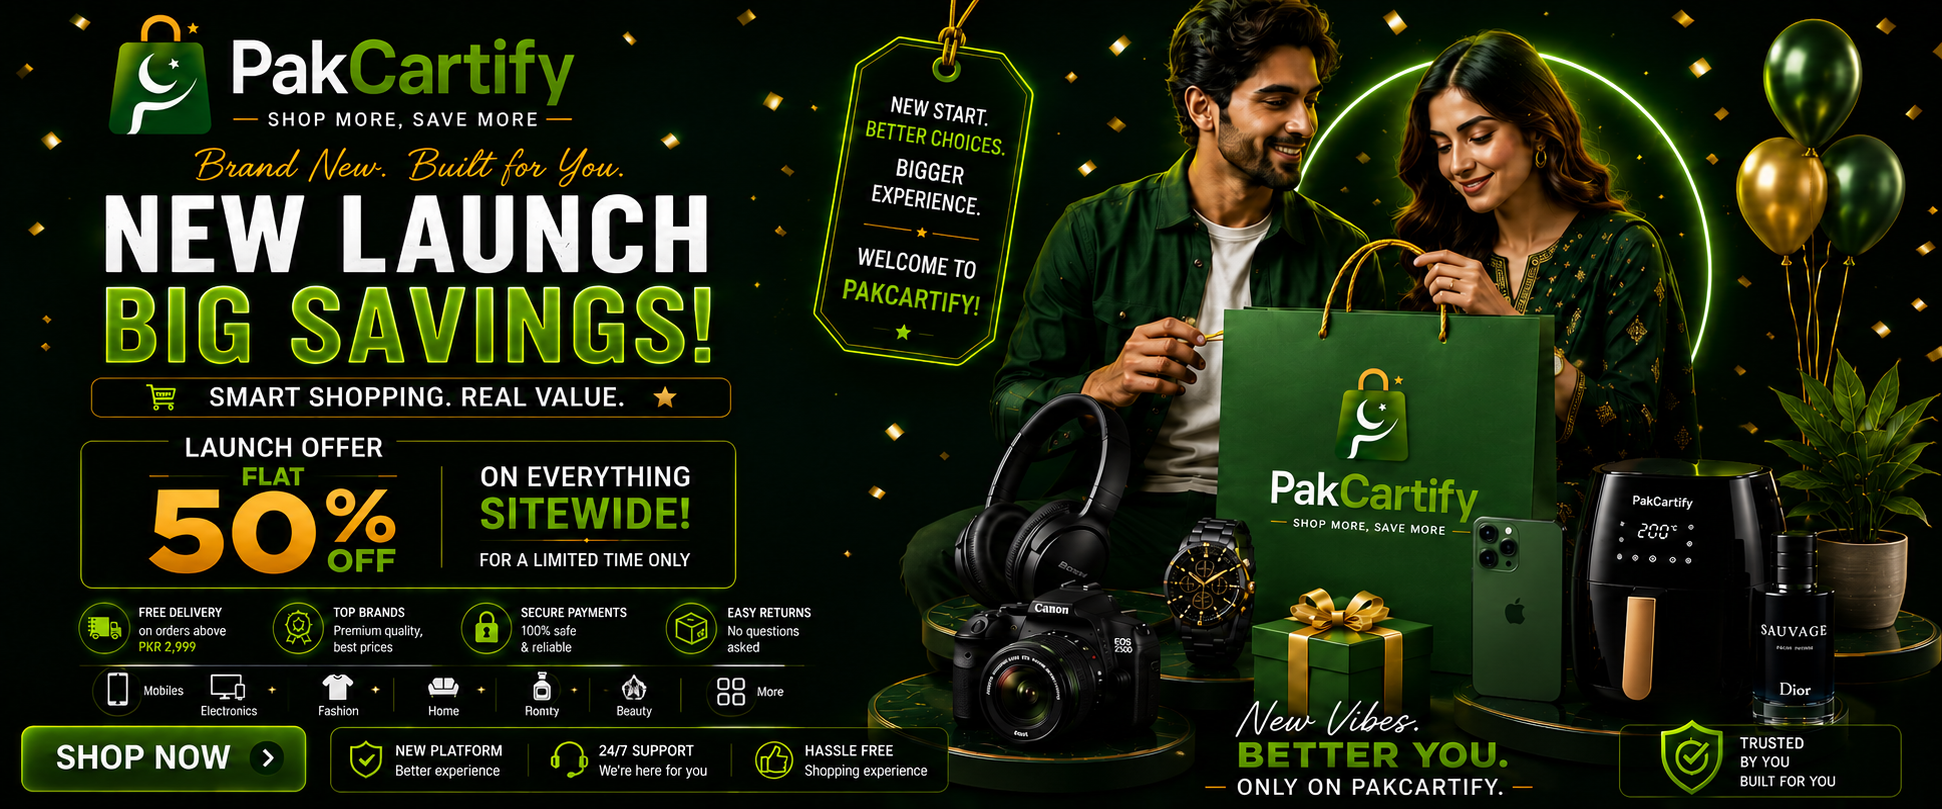 PakCartify
SHOP MORE, SAVE MORE
Brand New. Built for You.
NEW LAUNCH
BIG SAVINGS!
SMART SHOPPING. REAL VALUE.
LAUNCH OFFER
FLAT
50%
OFF
ON EVERYTHING
SITEWIDE!
FOR A LIMITED TIME ONLY
FREE DELIVERY
on orders above
PKR 2,999
TOP BRANDS
Premium quality,
best prices
SECURE PAYMENTS
100% safe
& reliable
EASY RETURNS
No questions
asked
Mobiles
Electronics
Fashion
Home
Romty
Beauty
More
SHOP NOW
NEW PLATFORM
Better experience
24/7 SUPPORT
We're here for you
HASSLE FREE
Shopping experience
NEW START.
BETTER CHOICES.
BIGGER
EXPERIENCE.
WELCOME TO
PAKCARTIFY!
PakCartify
SHOP MORE, SAVE MORE
Canon
EOS
250D
PakCartify
200°C
SAUVAGE
Dior
New Vibes.
BETTER YOU.
ONLY ON PAKCARTIFY.
TRUSTED
BY YOU
BUILT FOR YOU